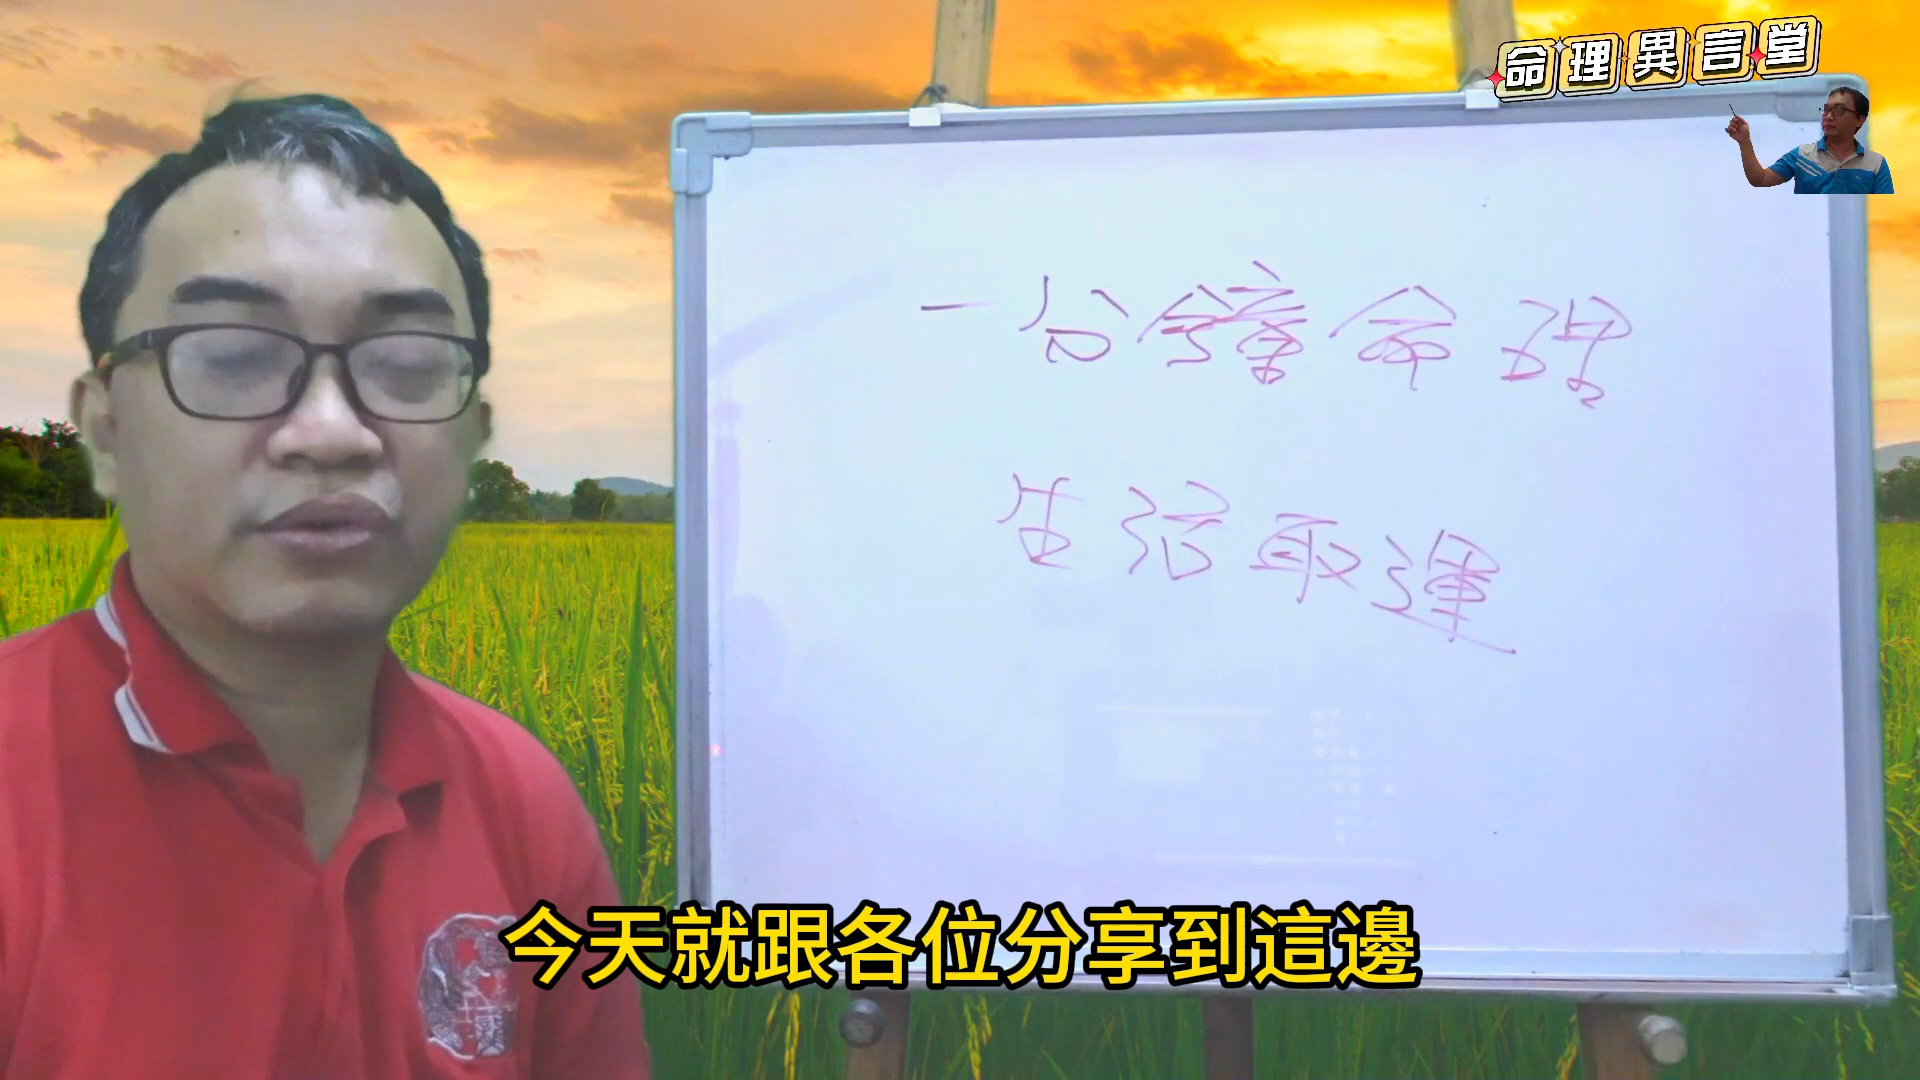 命理異言堂
一分鐘命理
生活取運
今天就跟各位分享到這邊